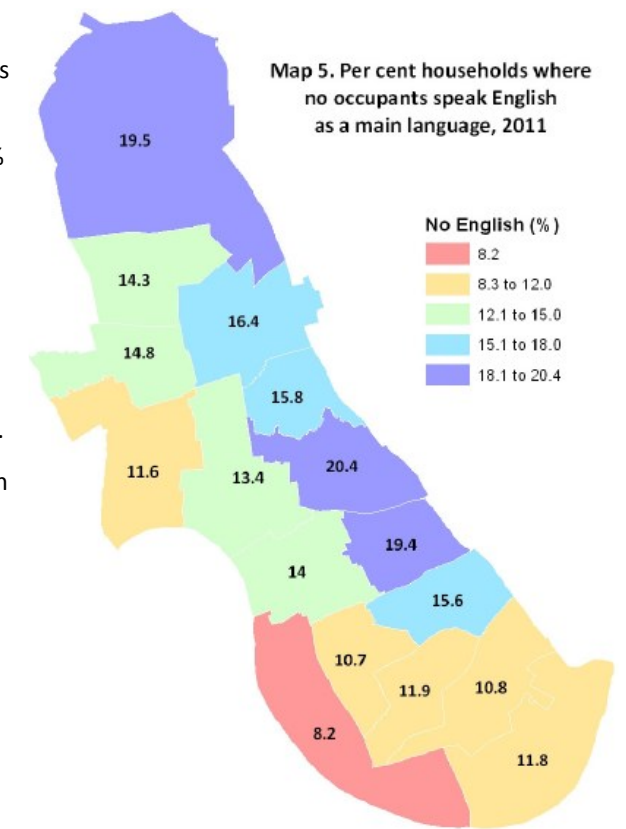 s
Map 5. Per cent households where
no occupants speak English
as a main language, 2011
%
19.5
No English (%)
8.2
8.3 to 12.0
12.1 to 15.0
15.1 to 18.0
18.1 to 20.4
14.3
16.4
14.8
15.8
.
11.6
13.4
20.4
n
19.4
14
15.6
10.7
11.9
10.8
8.2
11.8